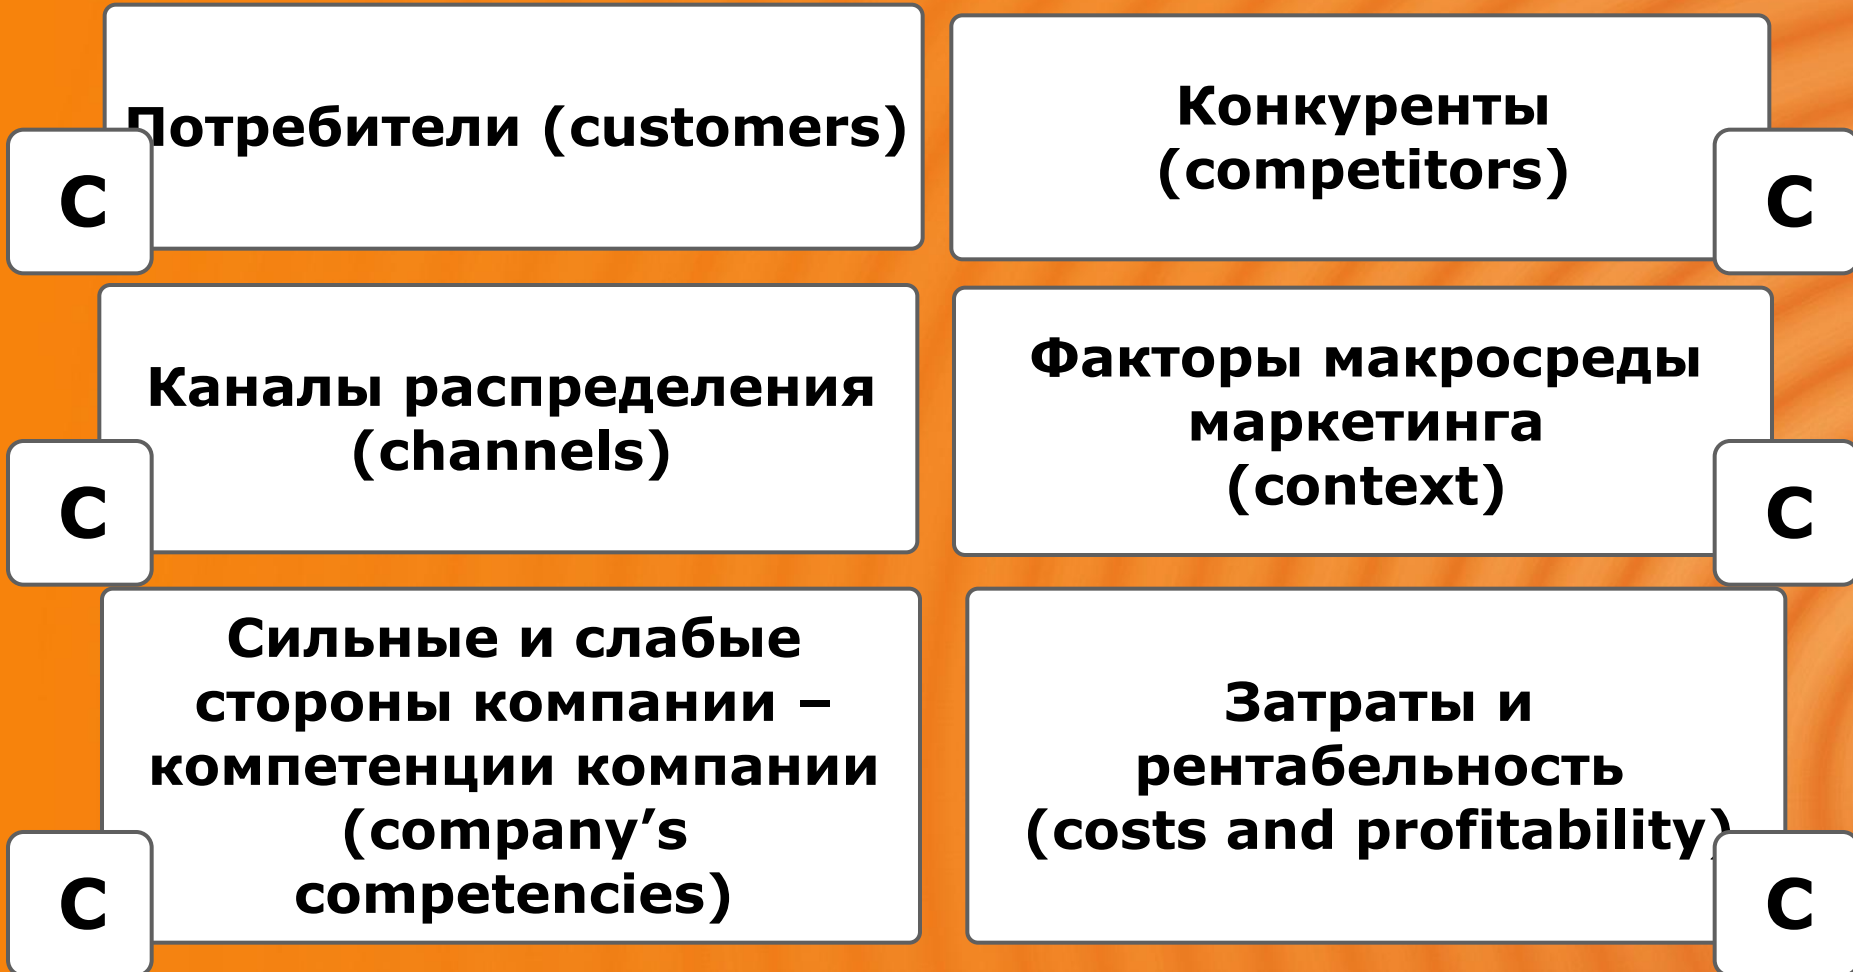 Потребители (customers)
С
Конкуренты
(competitors)
С
Каналы распределения
(channels)
С
Факторы макросреды
маркетинга
(context)
С
Сильные и слабые
стороны компании –
компетенции компании
(company’s
competencies)
С
Затраты и
рентабельность
(costs and profitability)
С